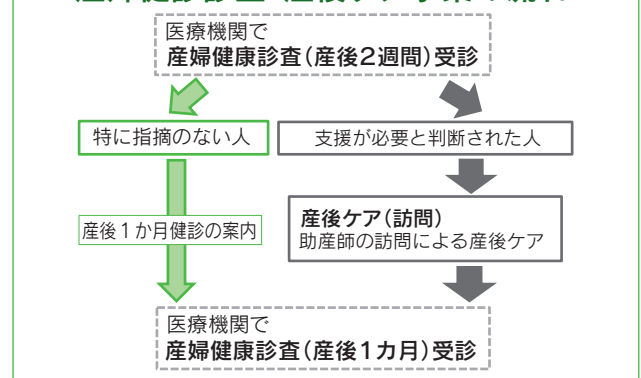 医療機関で
産婦健康診査(産後2週間)受診
特に指摘のない人
支援が必要と判断された人
産後1か月健診の案内
産後ケア(訪問)
助産師の訪問による産後ケア
医療機関で
産婦健康診査(産後1カ月)受診